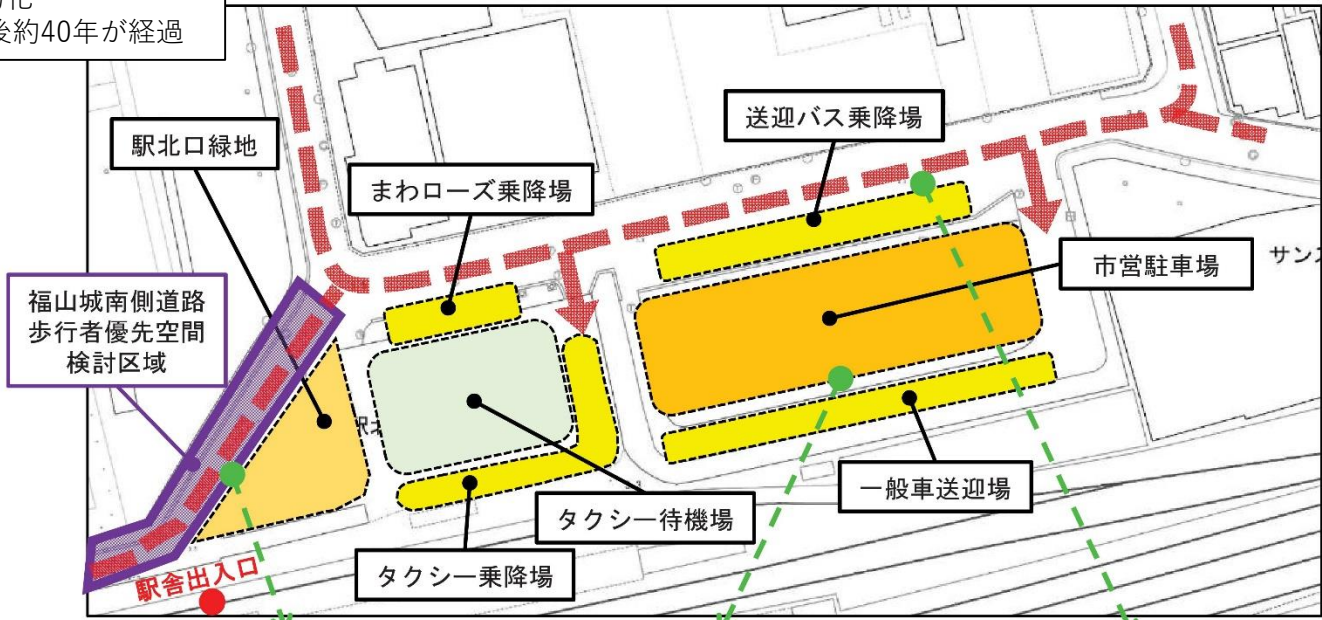 後約40年が経過
駅北口緑地
まわローズ乗降場
送迎バス乗降場
市営駐車場
サンス
福山城南側道路
歩行者優先空間
検討区域
一般車送迎場
タクシー待機場
タクシー乗降場
駅舎出入口